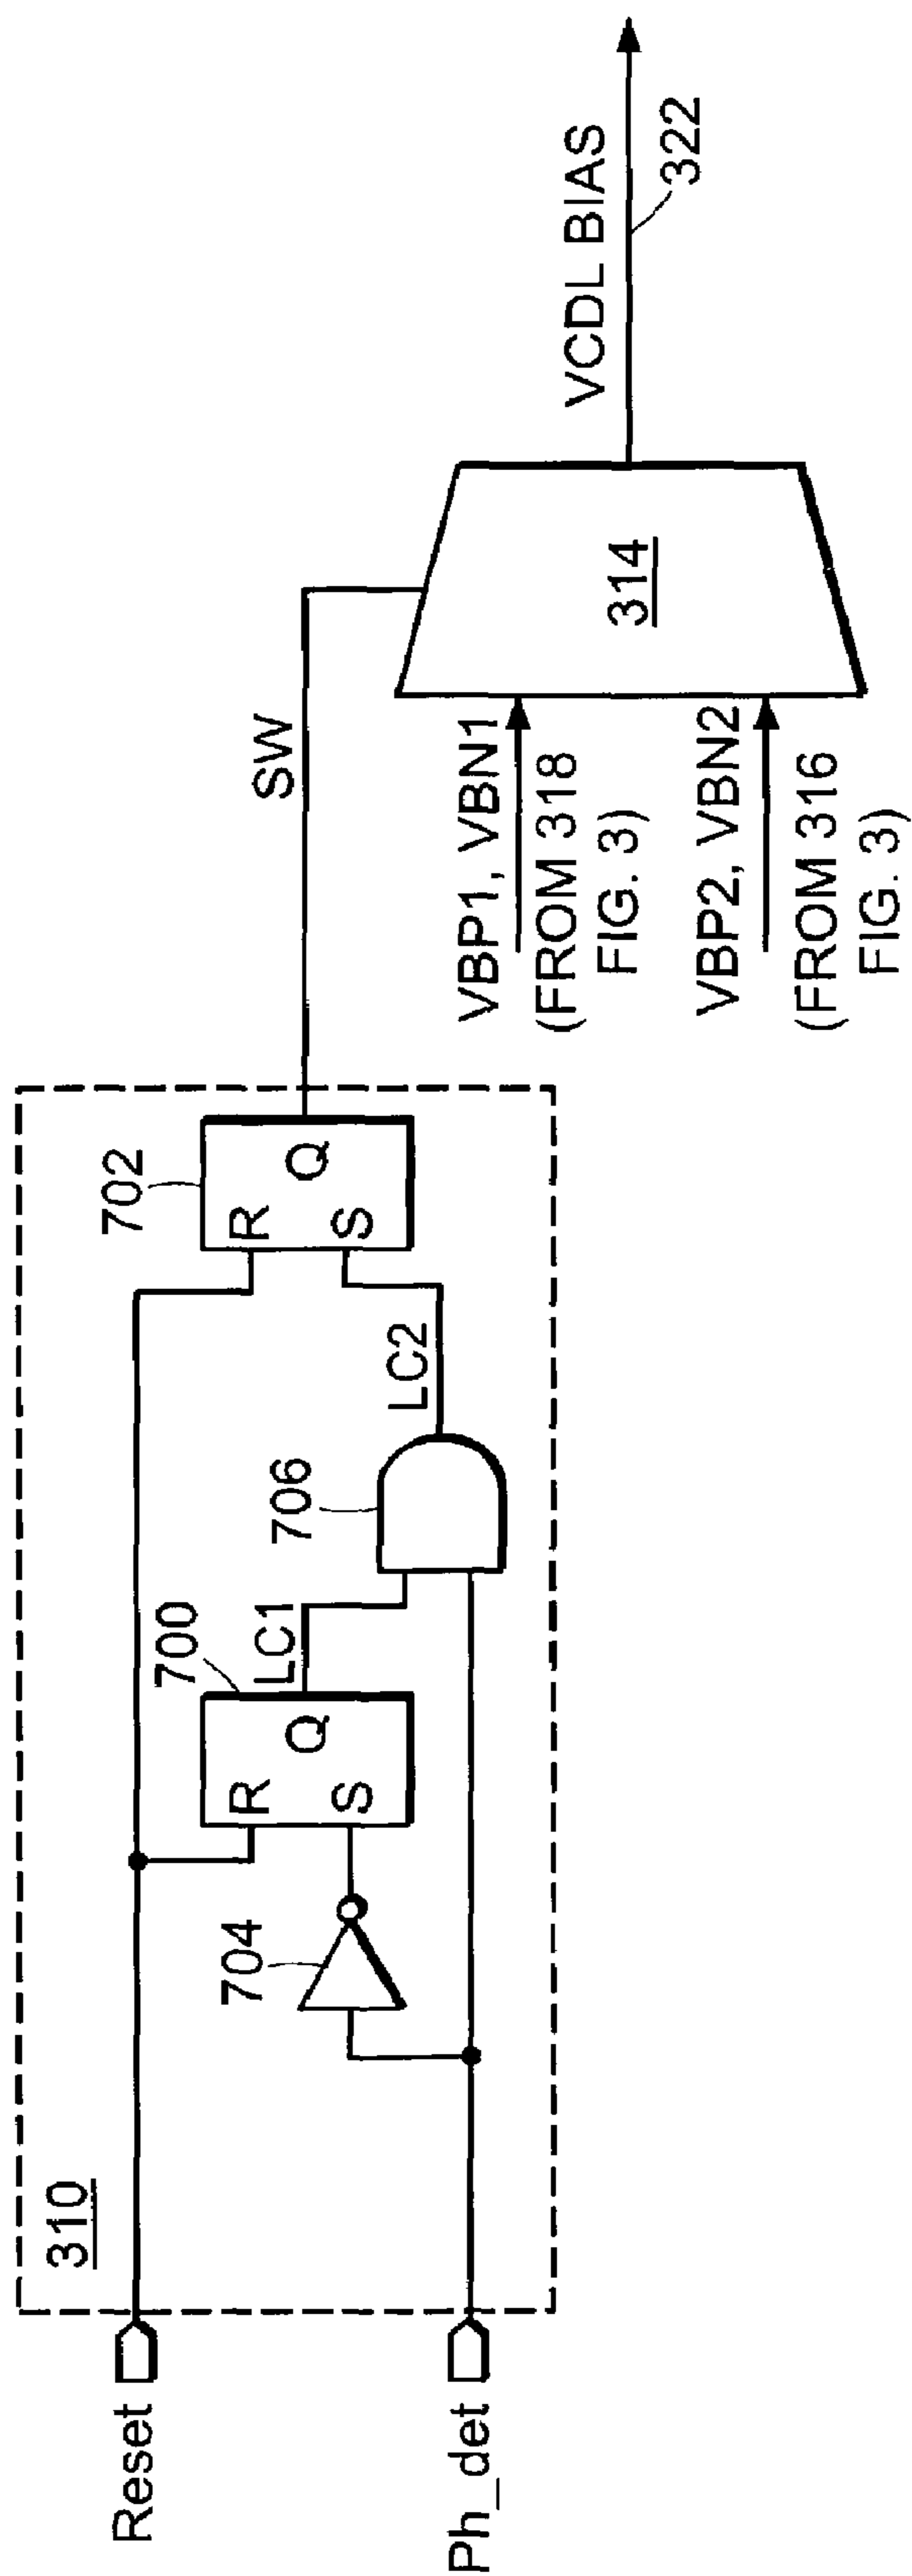 310
Reset
Ph_det
704
700
R
S
Q
LC1
706
LC2
702
R
S
Q
SW
VBP1, VBN1
(FROM 318
FIG. 3)
VBP2, VBN2
(FROM 316
FIG. 3)
314
VCDL BIAS
322